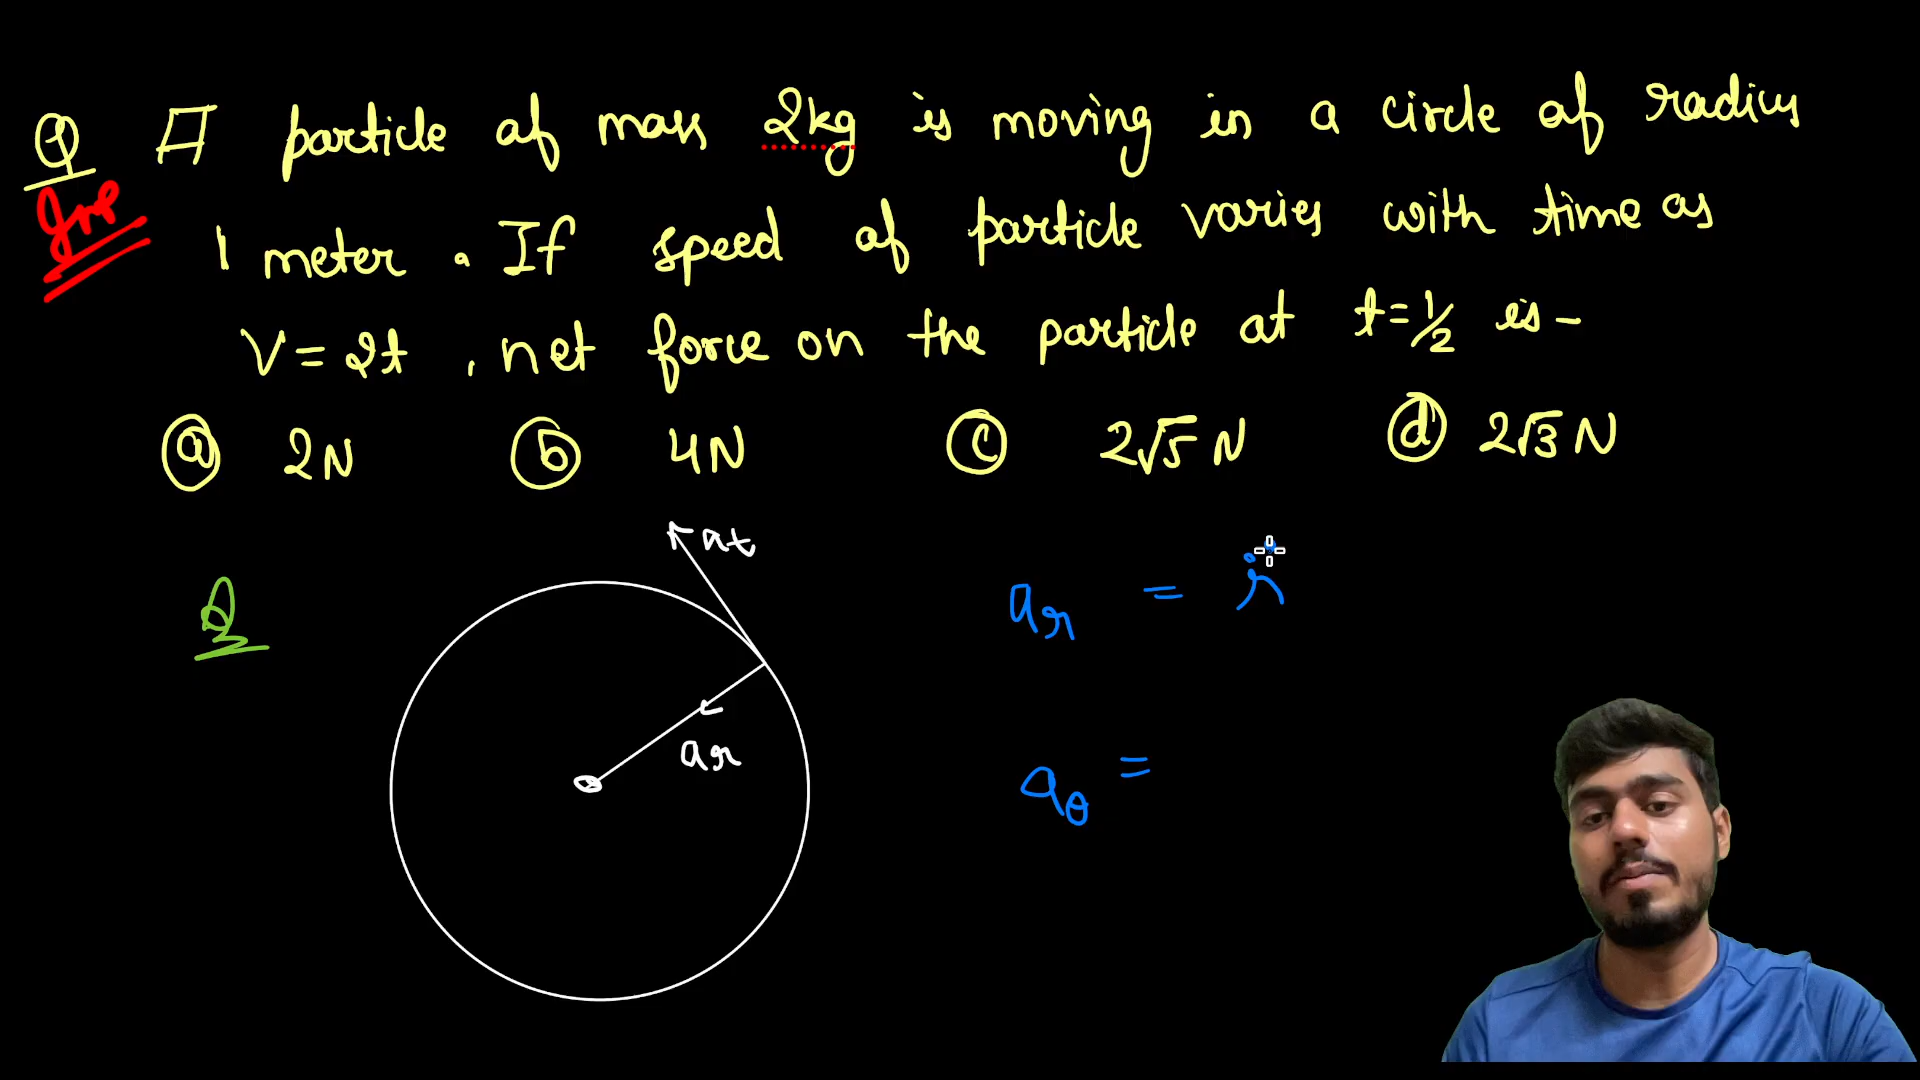 Q A particle of mass 2kg is moving in a circle of radius
Imp
1 meter. If speed of particle varies with time as
V = 2t, net force on the particle at t=1/2 is -
(a) 2N (b) 4N (c) 2√5 N (d) 2√3 N
at
ar = r̈
ar
aθ =